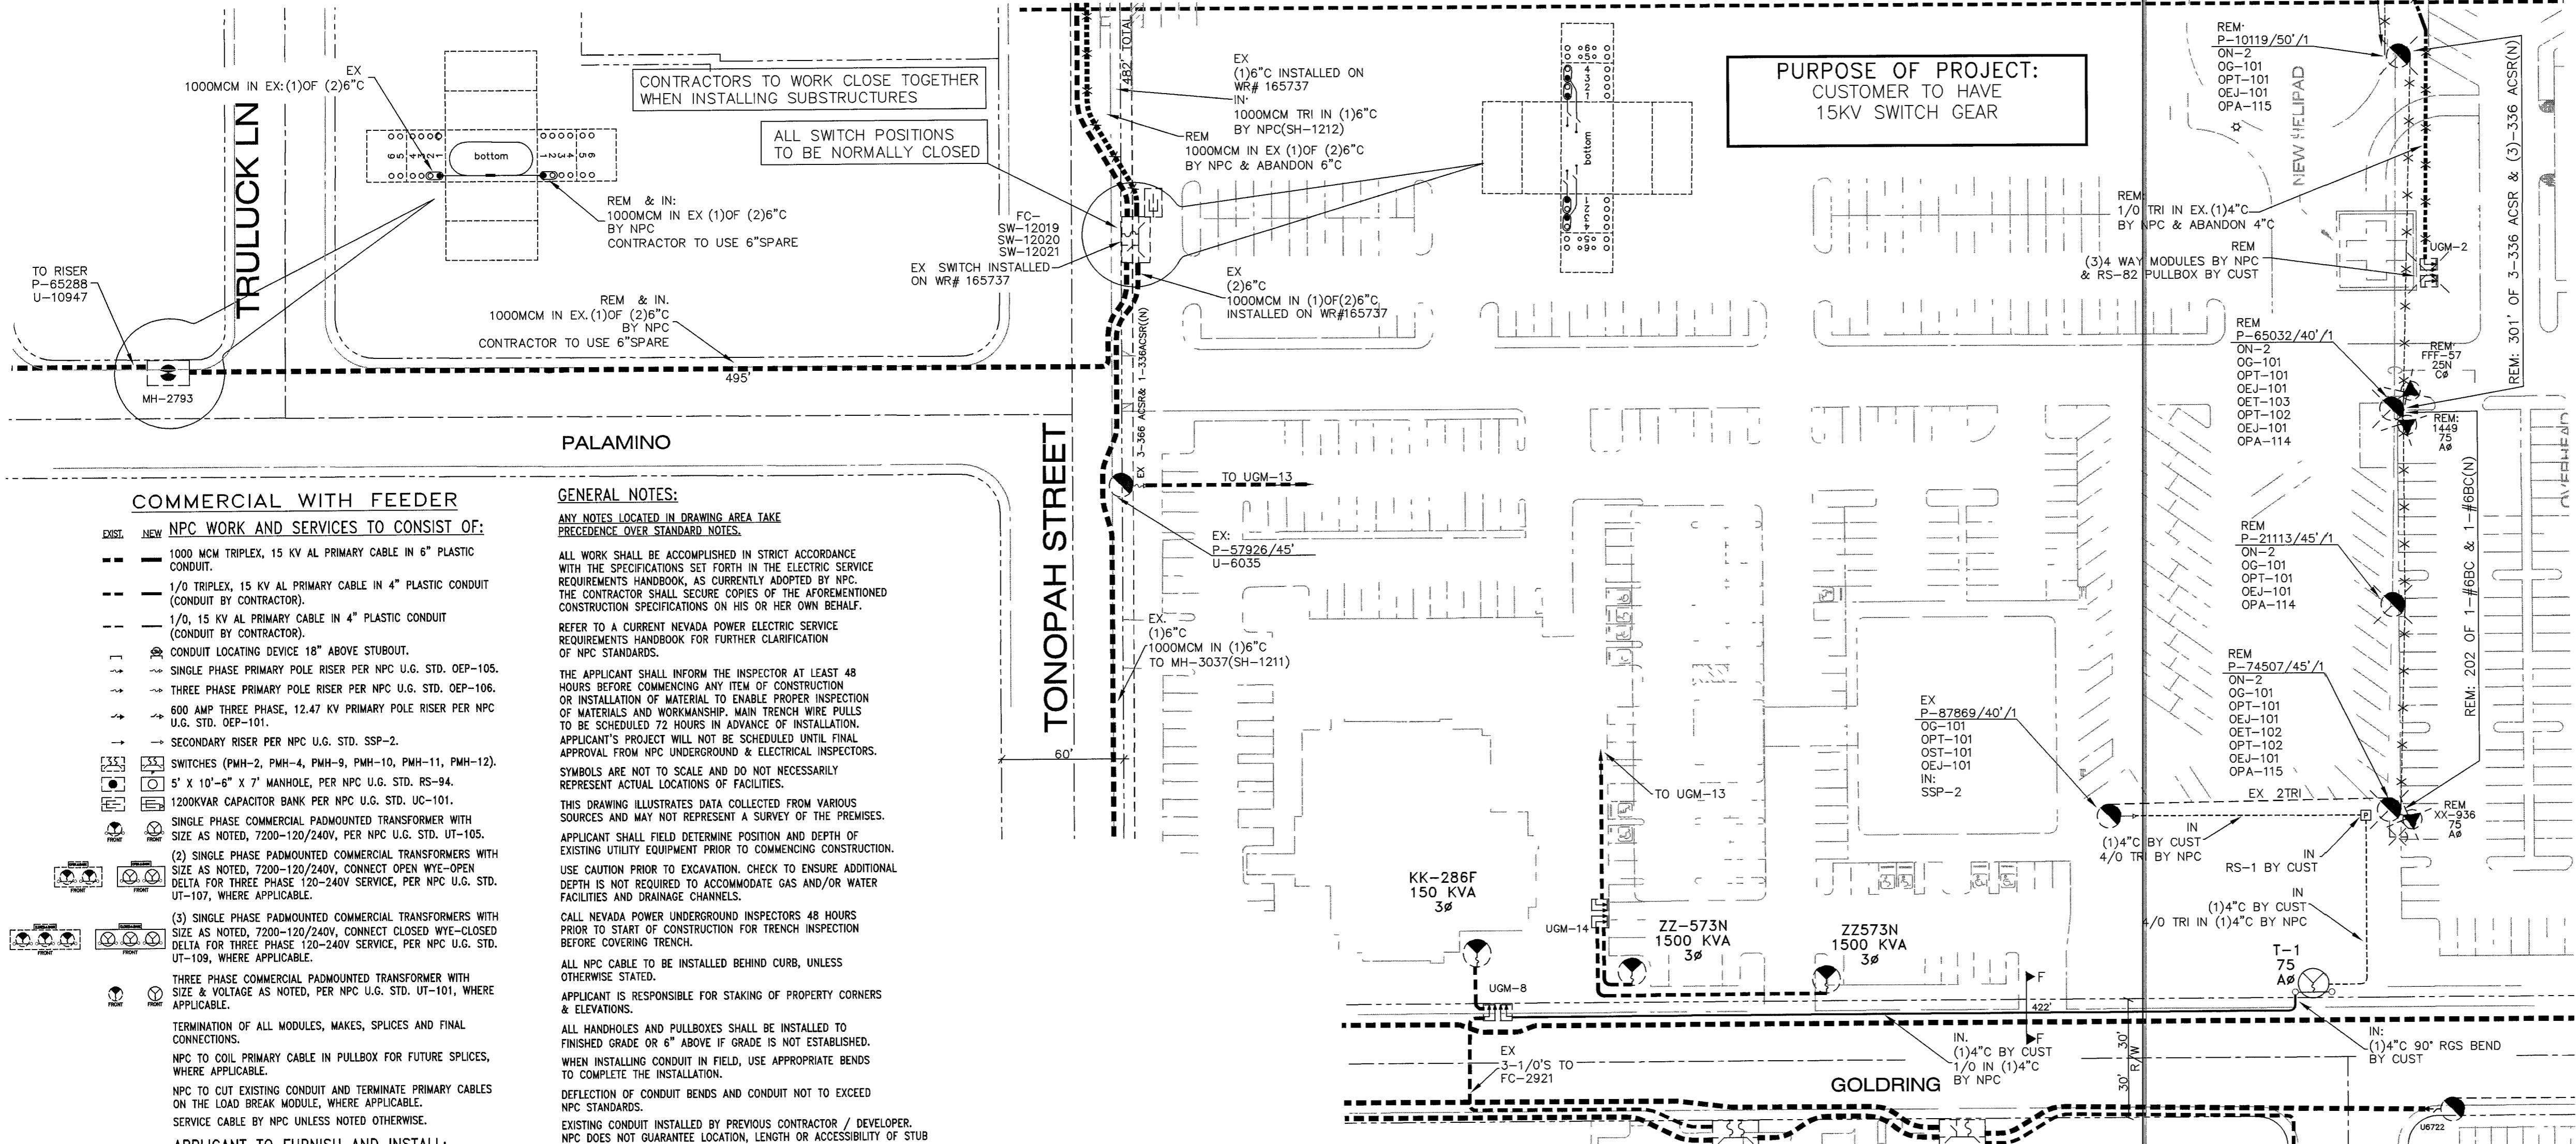 EX
1000MCM IN EX:(1)OF (2)6"C
TRULUCK LN
bottom
REM & IN:
1000MCM IN EX (1)OF (2)6"C
BY NPC
CONTRACTOR TO USE 6"SPARE
TO RISER
P-65288
U-10947
REM & IN.
1000MCM IN EX.(1)OF (2)6"C
BY NPC
CONTRACTOR TO USE 6"SPARE
495'
MH-2793
PALAMINO
CONTRACTORS TO WORK CLOSE TOGETHER
WHEN INSTALLING SUBSTRUCTURES
ALL SWITCH POSITIONS
TO BE NORMALLY CLOSED
482' TOTAL
EX
(1)6"C INSTALLED ON
WR# 165737
IN·
1000MCM TRI IN (1)6"C
BY NPC(SH-1212)
REM
1000MCM IN EX (1)OF (2)6"C
BY NPC & ABANDON 6"C
FC-
SW-12019
SW-12020
SW-12021
EX SWITCH INSTALLED
ON WR# 165737
EX
(2)6"C
1000MCM IN (1)OF(2)6"C
INSTALLED ON WR#165737
EX 3-366 ACSR& 1-336ACSR((N)
bottom
PURPOSE OF PROJECT:
CUSTOMER TO HAVE
15KV SWITCH GEAR
REM·
P-10119/50'/1
ON-2
OG-101
OPT-101
OEJ-101
OPA-115
NEW HELIPAD
REM:
1/0 TRI IN EX.(1)4"C
BY NPC & ABANDON 4"C
REM
(3)4 WAY MODULES BY NPC
& RS-82 PULLBOX BY CUST
UGM-2
REM: 301' OF 3-336 ACSR & (3)-336 ACSR(N)
REM
P-65032/40'/1
ON-2
OG-101
OPT-101
OEJ-101
OET-103
OPT-102
OEJ-101
OPA-114
REM·
FFF-57
25N
CØ
REM:
1449
75
AØ
OVERHEAD
REM: 202 OF 1-#6BC & 1-#6BC(N)
REM
P-21113/45'/1
ON-2
OG-101
OPT-101
OEJ-101
OPA-114
REM
P-74507/45'/1
ON-2
OG-101
OPT-101
OEJ-101
OET-102
OPT-102
OEJ-101
OPA-115
REM
XX-936
75
AØ
TONOPAH STREET
60'
TO UGM-13
EX:
P-57926/45'
U-6035
EX.
(1)6"C
1000MCM IN (1)6"C
TO MH-3037(SH-1211)
TO UGM-13
EX
P-87869/40'/1
OG-101
OPT-101
OST-101
OEJ-101
IN:
SSP-2
EX 2TRI
P
IN
(1)4"C BY CUST
4/0 TRI BY NPC
IN
RS-1 BY CUST
IN
(1)4"C BY CUST
4/0 TRI IN (1)4"C BY NPC
KK-286F
150 KVA
3ø
UGM-14
ZZ-573N
1500 KVA
3ø
ZZ573N
1500 KVA
3ø
T-1
75
AØ
UGM-8
F
422'
F
EX
3-1/0'S TO
FC-2921
IN.
(1)4"C BY CUST
1/0 IN (1)4"C
BY NPC
30' 30'
R/W
IN:
(1)4"C 90° RGS BEND
BY CUST
GOLDRING
U6722
COMMERCIAL WITH FEEDER
EXIST. NEW NPC WORK AND SERVICES TO CONSIST OF:
1000 MCM TRIPLEX, 15 KV AL PRIMARY CABLE IN 6" PLASTIC
CONDUIT.
1/0 TRIPLEX, 15 KV AL PRIMARY CABLE IN 4" PLASTIC CONDUIT
(CONDUIT BY CONTRACTOR).
1/0, 15 KV AL PRIMARY CABLE IN 4" PLASTIC CONDUIT
(CONDUIT BY CONTRACTOR).
CONDUIT LOCATING DEVICE 18" ABOVE STUBOUT.
SINGLE PHASE PRIMARY POLE RISER PER NPC U.G. STD. OEP-105.
THREE PHASE PRIMARY POLE RISER PER NPC U.G. STD. OEP-106.
600 AMP THREE PHASE, 12.47 KV PRIMARY POLE RISER PER NPC
U.G. STD. OEP-101.
SECONDARY RISER PER NPC U.G. STD. SSP-2.
SWITCHES (PMH-2, PMH-4, PMH-9, PMH-10, PMH-11, PMH-12).
5' X 10'-6" X 7' MANHOLE, PER NPC U.G. STD. RS-94.
1200KVAR CAPACITOR BANK PER NPC U.G. STD. UC-101.
SINGLE PHASE COMMERCIAL PADMOUNTED TRANSFORMER WITH
SIZE AS NOTED, 7200-120/240V, PER NPC U.G. STD. UT-105.
FRONT FRONT
(2) SINGLE PHASE PADMOUNTED COMMERCIAL TRANSFORMERS WITH
SIZE AS NOTED, 7200-120/240V, CONNECT OPEN WYE-OPEN
DELTA FOR THREE PHASE 120-240V SERVICE, PER NPC U.G. STD.
UT-107, WHERE APPLICABLE.
FRONT FRONT
(3) SINGLE PHASE PADMOUNTED COMMERCIAL TRANSFORMERS WITH
SIZE AS NOTED, 7200-120/240V, CONNECT CLOSED WYE-CLOSED
DELTA FOR THREE PHASE 120-240V SERVICE, PER NPC U.G. STD.
UT-109, WHERE APPLICABLE.
FRONT FRONT
THREE PHASE COMMERCIAL PADMOUNTED TRANSFORMER WITH
SIZE & VOLTAGE AS NOTED, PER NPC U.G. STD. UT-101, WHERE
APPLICABLE.
FRONT FRONT
TERMINATION OF ALL MODULES, MAKES, SPLICES AND FINAL
CONNECTIONS.
NPC TO COIL PRIMARY CABLE IN PULLBOX FOR FUTURE SPLICES,
WHERE APPLICABLE.
NPC TO CUT EXISTING CONDUIT AND TERMINATE PRIMARY CABLES
ON THE LOAD BREAK MODULE, WHERE APPLICABLE.
SERVICE CABLE BY NPC UNLESS NOTED OTHERWISE.
APPLICANT TO FURNISH AND INSTALL:
GENERAL NOTES:
ANY NOTES LOCATED IN DRAWING AREA TAKE
PRECEDENCE OVER STANDARD NOTES.
ALL WORK SHALL BE ACCOMPLISHED IN STRICT ACCORDANCE
WITH THE SPECIFICATIONS SET FORTH IN THE ELECTRIC SERVICE
REQUIREMENTS HANDBOOK, AS CURRENTLY ADOPTED BY NPC.
THE CONTRACTOR SHALL SECURE COPIES OF THE AFOREMENTIONED
CONSTRUCTION SPECIFICATIONS ON HIS OR HER OWN BEHALF.
REFER TO A CURRENT NEVADA POWER ELECTRIC SERVICE
REQUIREMENTS HANDBOOK FOR FURTHER CLARIFICATION
OF NPC STANDARDS.
THE APPLICANT SHALL INFORM THE INSPECTOR AT LEAST 48
HOURS BEFORE COMMENCING ANY ITEM OF CONSTRUCTION
OR INSTALLATION OF MATERIAL TO ENABLE PROPER INSPECTION
OF MATERIALS AND WORKMANSHIP. MAIN TRENCH WIRE PULLS
TO BE SCHEDULED 72 HOURS IN ADVANCE OF INSTALLATION.
APPLICANT'S PROJECT WILL NOT BE SCHEDULED UNTIL FINAL
APPROVAL FROM NPC UNDERGROUND & ELECTRICAL INSPECTORS.
SYMBOLS ARE NOT TO SCALE AND DO NOT NECESSARILY
REPRESENT ACTUAL LOCATIONS OF FACILITIES.
THIS DRAWING ILLUSTRATES DATA COLLECTED FROM VARIOUS
SOURCES AND MAY NOT REPRESENT A SURVEY OF THE PREMISES.
APPLICANT SHALL FIELD DETERMINE POSITION AND DEPTH OF
EXISTING UTILITY EQUIPMENT PRIOR TO COMMENCING CONSTRUCTION.
USE CAUTION PRIOR TO EXCAVATION. CHECK TO ENSURE ADDITIONAL
DEPTH IS NOT REQUIRED TO ACCOMMODATE GAS AND/OR WATER
FACILITIES AND DRAINAGE CHANNELS.
CALL NEVADA POWER UNDERGROUND INSPECTORS 48 HOURS
PRIOR TO START OF CONSTRUCTION FOR TRENCH INSPECTION
BEFORE COVERING TRENCH.
ALL NPC CABLE TO BE INSTALLED BEHIND CURB, UNLESS
OTHERWISE STATED.
APPLICANT IS RESPONSIBLE FOR STAKING OF PROPERTY CORNERS
& ELEVATIONS.
ALL HANDHOLES AND PULLBOXES SHALL BE INSTALLED TO
FINISHED GRADE OR 6" ABOVE IF GRADE IS NOT ESTABLISHED.
WHEN INSTALLING CONDUIT IN FIELD, USE APPROPRIATE BENDS
TO COMPLETE THE INSTALLATION.
DEFLECTION OF CONDUIT BENDS AND CONDUIT NOT TO EXCEED
NPC STANDARDS.
EXISTING CONDUIT INSTALLED BY PREVIOUS CONTRACTOR / DEVELOPER.
NPC DOES NOT GUARANTEE LOCATION, LENGTH OR ACCESSIBILITY OF STUB